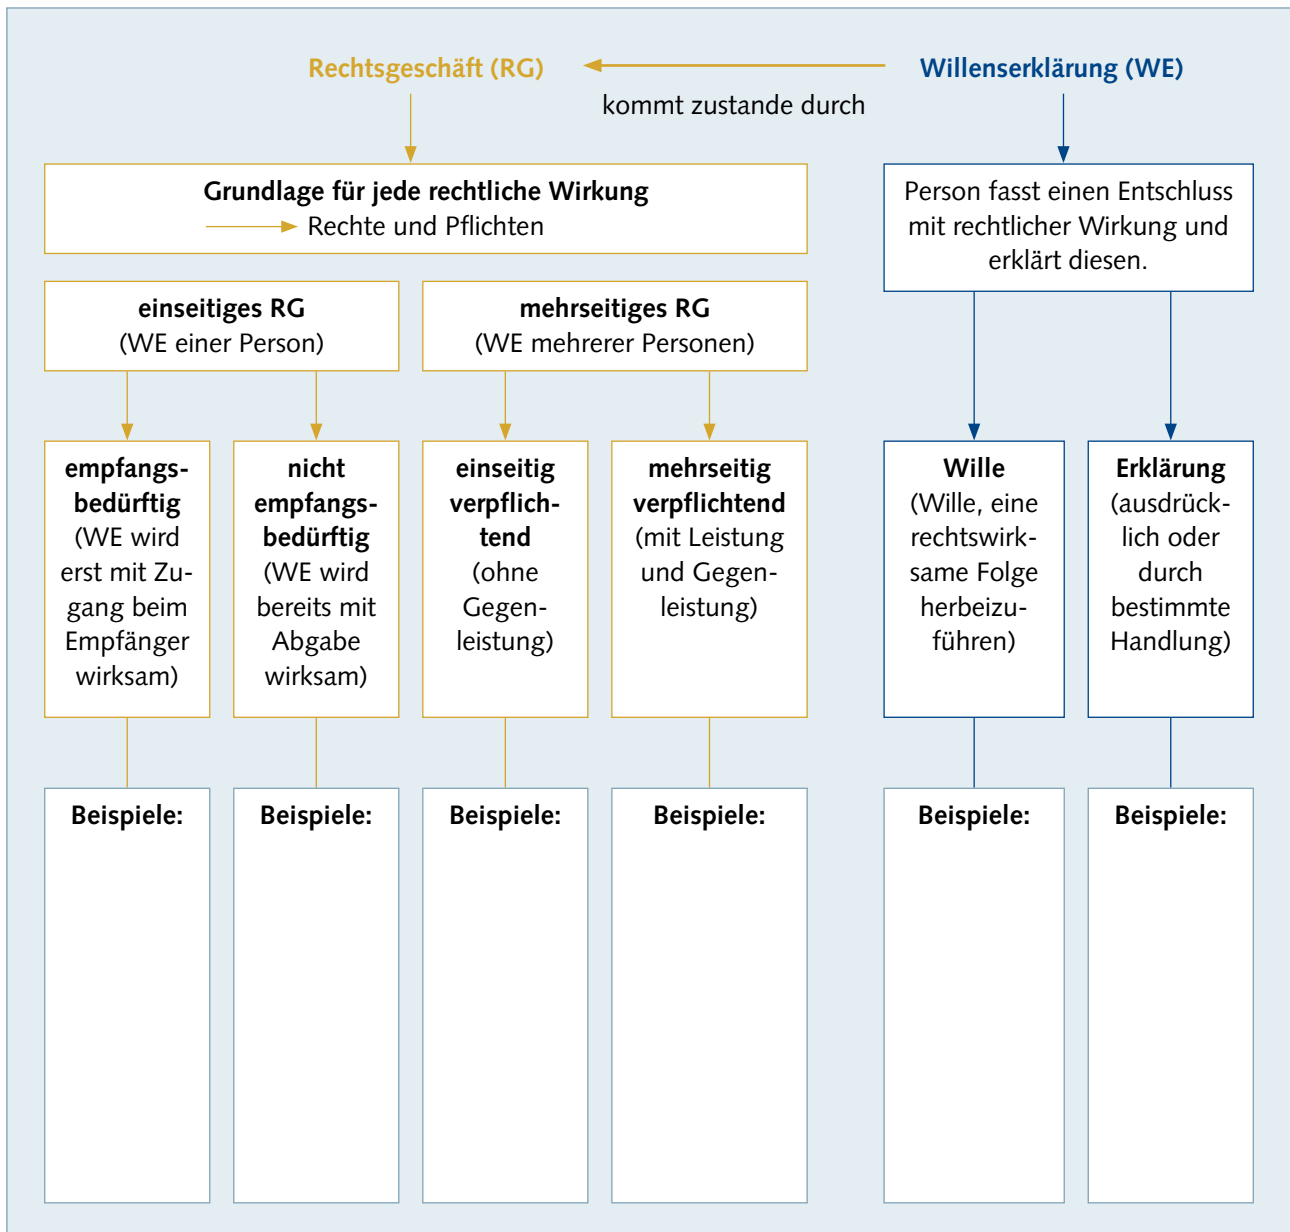 Rechtsgeschäft (RG)
Willenserklärung (WE)
kommt zustande durch
Grundlage für jede rechtliche Wirkung
Rechte und Pflichten
Person fasst einen Entschluss
mit rechtlicher Wirkung und
erklärt diesen.
einseitiges RG
(WE einer Person)
mehrseitiges RG
(WE mehrerer Personen)
empfangs-
bedürftig
(WE wird
erst mit Zu-
gang beim
Empfänger
wirksam)
nicht
empfangs-
bedürftig
(WE wird
bereits mit
Abgabe
wirksam)
einseitig
verpflich-
tend
(ohne
Gegen-
leistung)
mehrseitig
verpflichtend
(mit Leistung
und Gegen-
leistung)
Wille
(Wille, eine
rechtswirk-
same Folge
herbeizu-
führen)
Erklärung
(ausdrück-
lich oder
durch
bestimmte
Handlung)
Beispiele:
Beispiele:
Beispiele:
Beispiele:
Beispiele:
Beispiele: